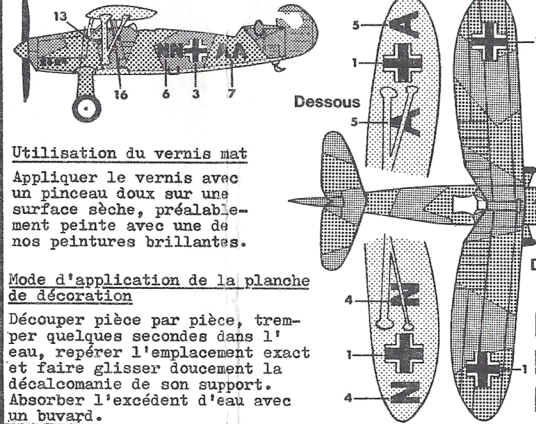 13
16
6
3
7
NN
AA
5
A
1
Dessous
5
A
Utilisation du vernis mat
Appliquer le vernis avec
un pinceau doux sur une
surface sèche, préalable-
ment peinte avec une de
nos peintures brillantes.
Mode d'application de la planche
de décoration
Découper pièce par pièce, trem-
per quelques secondes dans l'
eau, repérer l'emplacement exact
et faire glisser doucement la
décalcomanie de son support.
Absorber l'excédent d'eau avec
un buvard.
4
N
1
4
N
1